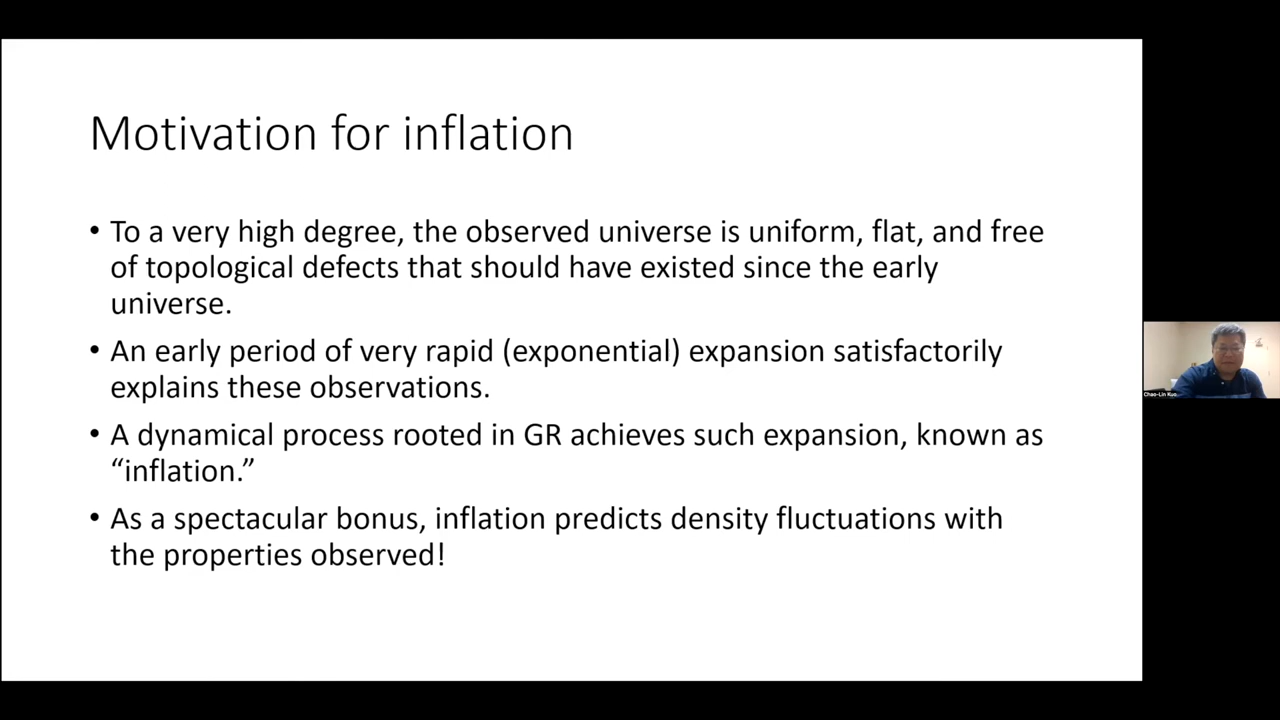 Motivation for inflation
• To a very high degree, the observed universe is uniform, flat, and free
of topological defects that should have existed since the early
universe.
• An early period of very rapid (exponential) expansion satisfactorily
explains these observations.
• A dynamical process rooted in GR achieves such expansion, known as
“inflation.”
• As a spectacular bonus, inflation predicts density fluctuations with
the properties observed!
Chao-Lin Kuo